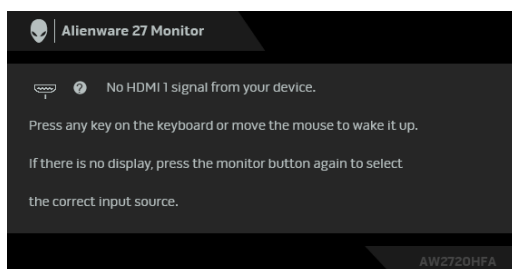 Alienware 27 Monitor
? No HDMI 1 signal from your device.
Press any key on the keyboard or move the mouse to wake it up.
If there is no display, press the monitor button again to select
the correct input source.
AW2720HFA